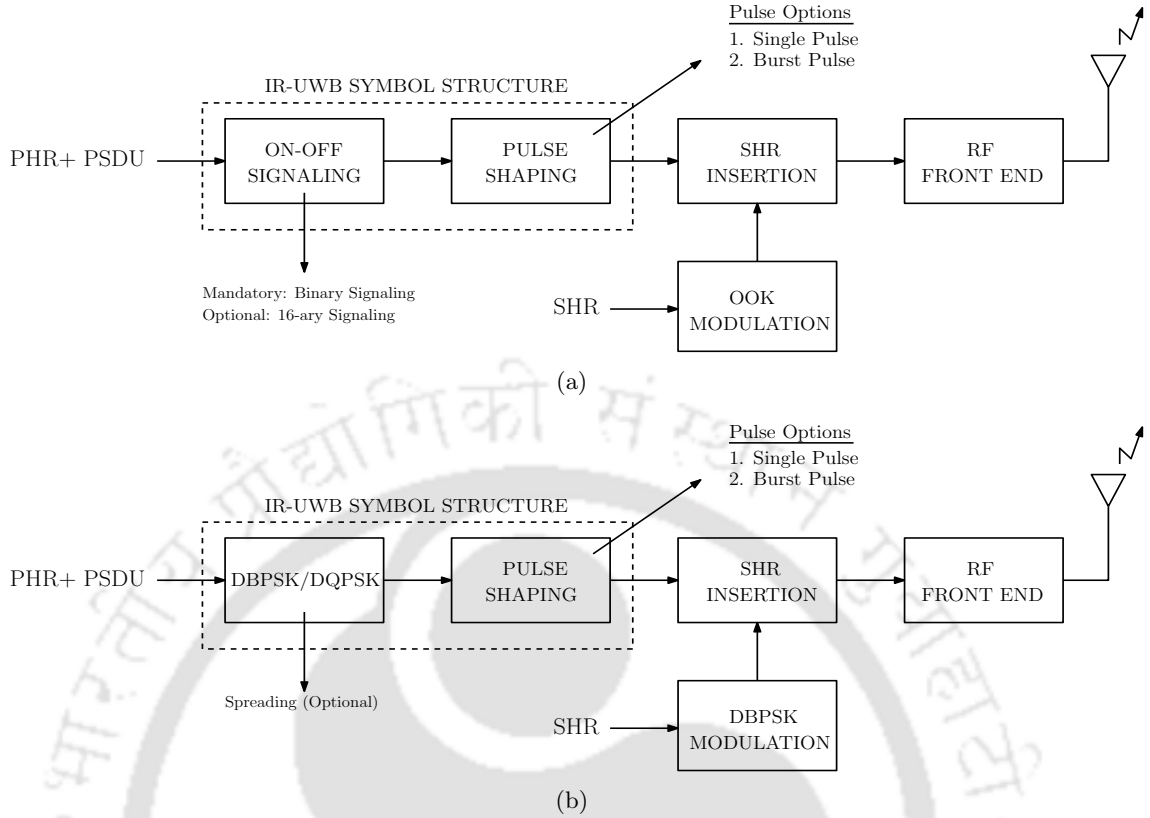 Pulse Options
1. Single Pulse
2. Burst Pulse
IR-UWB SYMBOL STRUCTURE
PHR+ PSDU
ON-OFF
SIGNALING
PULSE
SHAPING
SHR
INSERTION
RF
FRONT END
Mandatory: Binary Signaling
Optional: 16-ary Signaling
SHR
OOK
MODULATION
(a)
Pulse Options
1. Single Pulse
2. Burst Pulse
IR-UWB SYMBOL STRUCTURE
PHR+ PSDU
DBPSK/DQPSK
PULSE
SHAPING
SHR
INSERTION
RF
FRONT END
Spreading (Optional)
SHR
DBPSK
MODULATION
(b)
भारतीय प्रौद्योगिकी संस्थान गुवाहाटी